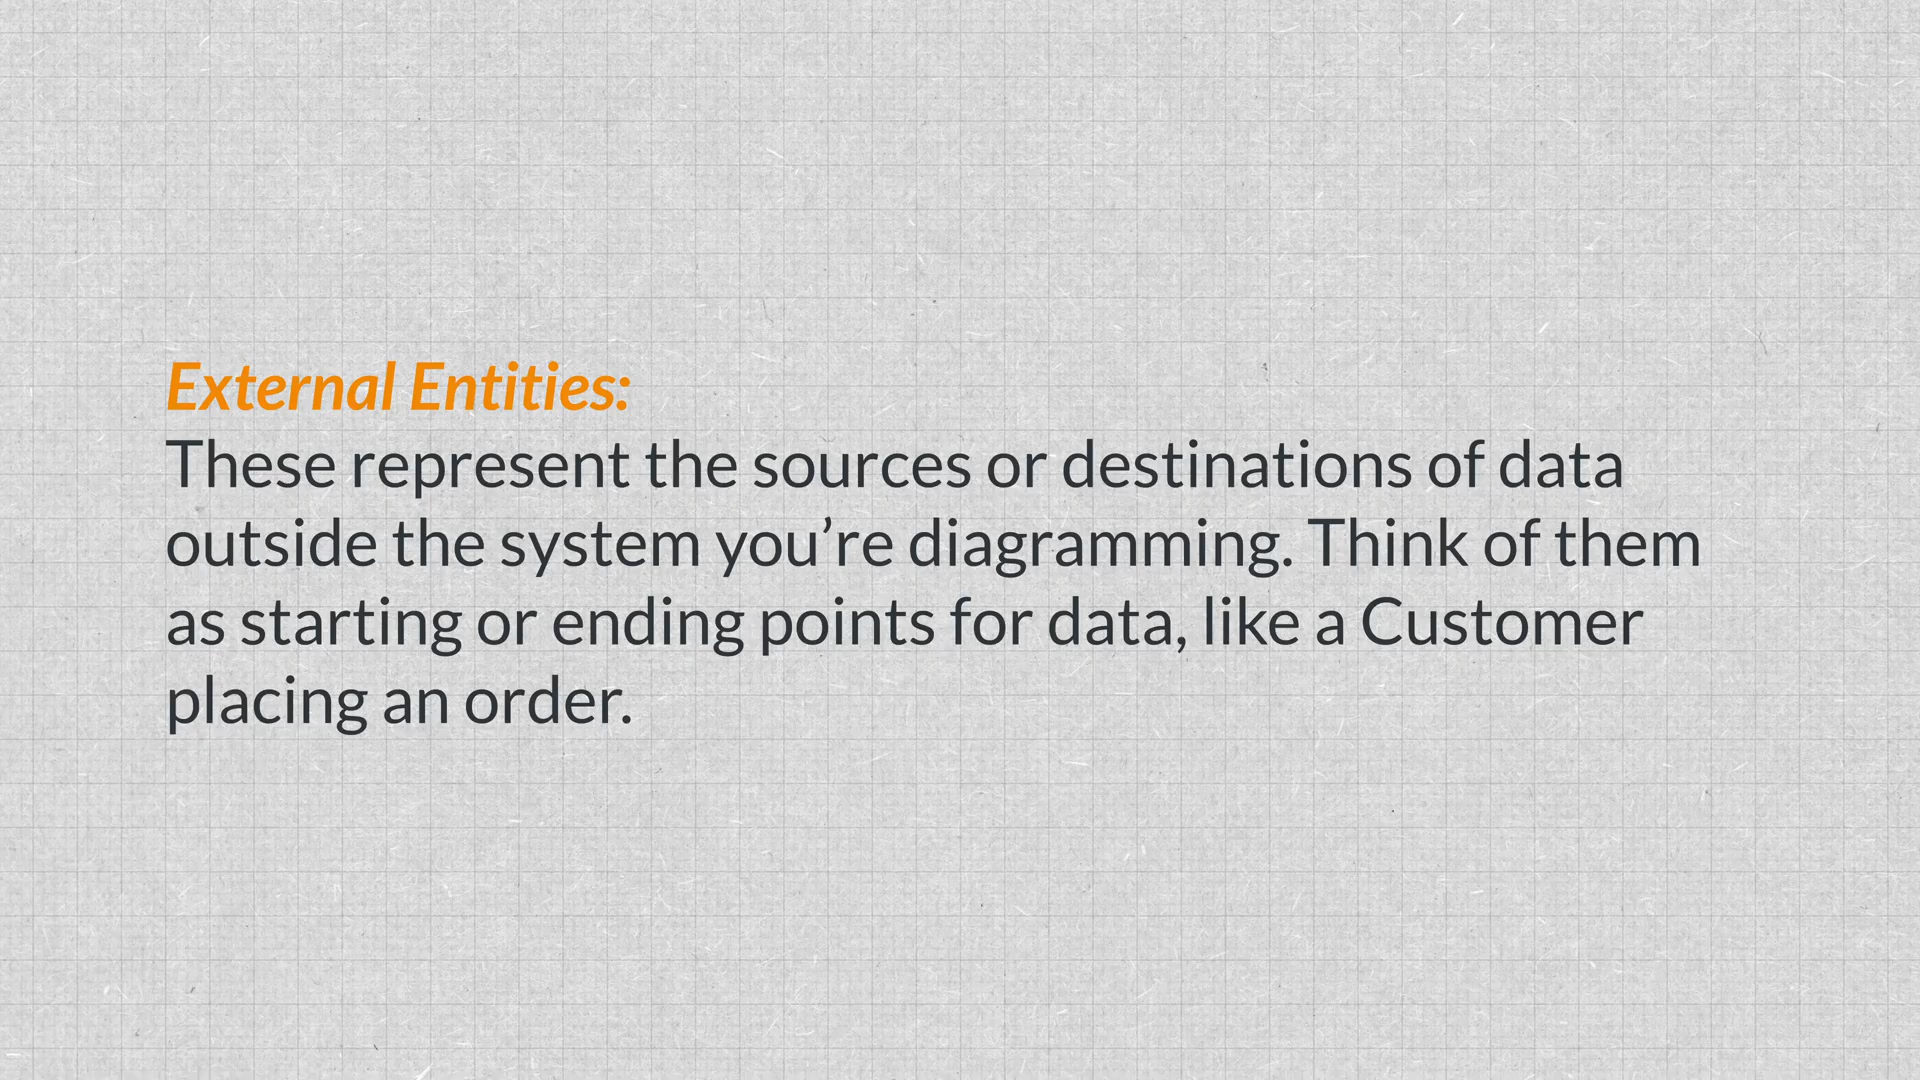 External Entities:
These represent the sources or destinations of data
outside the system you’re diagramming. Think of them
as starting or ending points for data, like a Customer
placing an order.